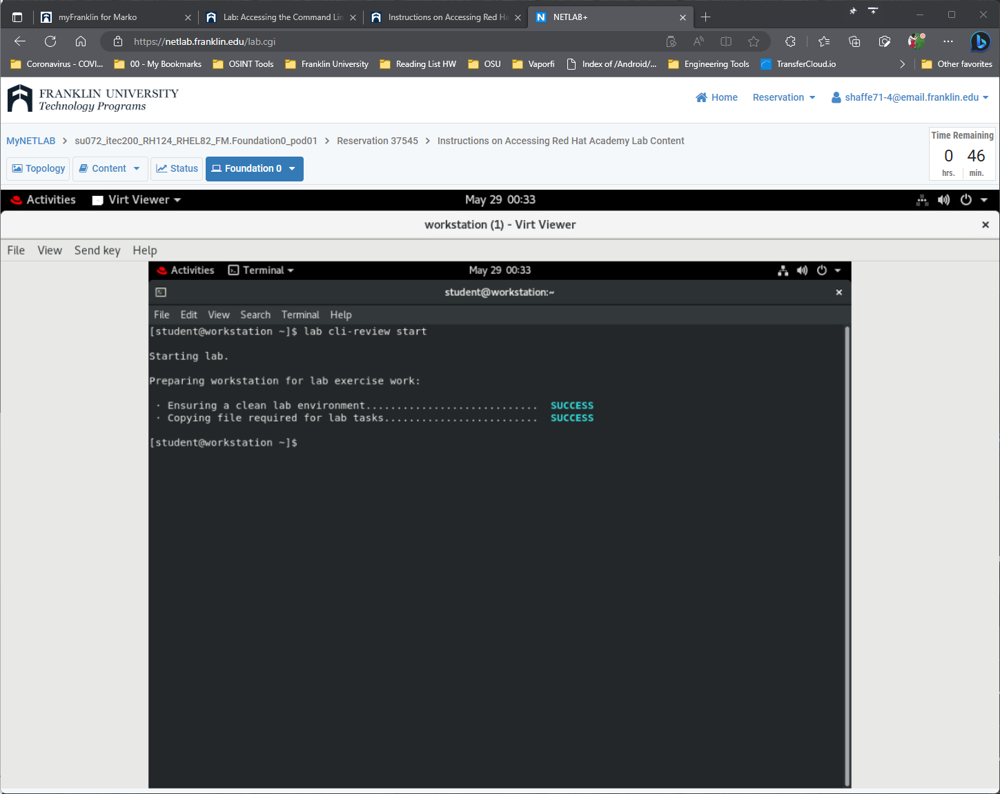 myFranklin for Marko
Lab: Accessing the Command Lin
Instructions on Accessing Red Ha
NETLAB+
https://netlab.franklin.edu/lab.cgi
Coronavirus - COVI...
00 - My Bookmarks
OSINT Tools
Franklin University
Reading List HW
OSU
Vaporfi
Index of /Android/...
Engineering Tools
TransferCloud.io
Other favorites
FRANKLIN UNIVERSITY
Technology Programs
Home
Reservation
shaffe71-4@email.franklin.edu
MyNETLAB > su072_itec200_RH124_RHEL82_FM.Foundation0_pod01 > Reservation 37545 > Instructions on Accessing Red Hat Academy Lab Content
Time Remaining
0 46
hrs. min.
Topology Content Status Foundation 0
Activities Virt Viewer May 29 00:33
workstation (1) - Virt Viewer
File View Send key Help
Activities Terminal May 29 00:33
student@workstation:~
File Edit View Search Terminal Help
[student@workstation ~]$ lab cli-review start
Starting lab.
Preparing workstation for lab exercise work:
· Ensuring a clean lab environment............................ SUCCESS
· Copying file required for lab tasks......................... SUCCESS
[student@workstation ~]$